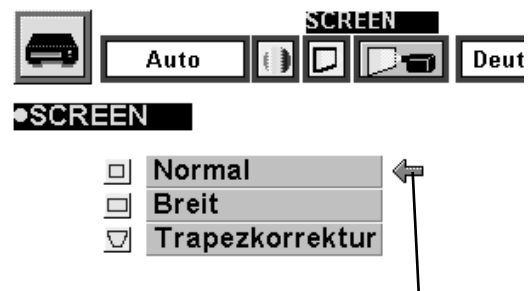 SCREEN
Auto Deut
●SCREEN
Normal
Breit
Trapezkorrektur